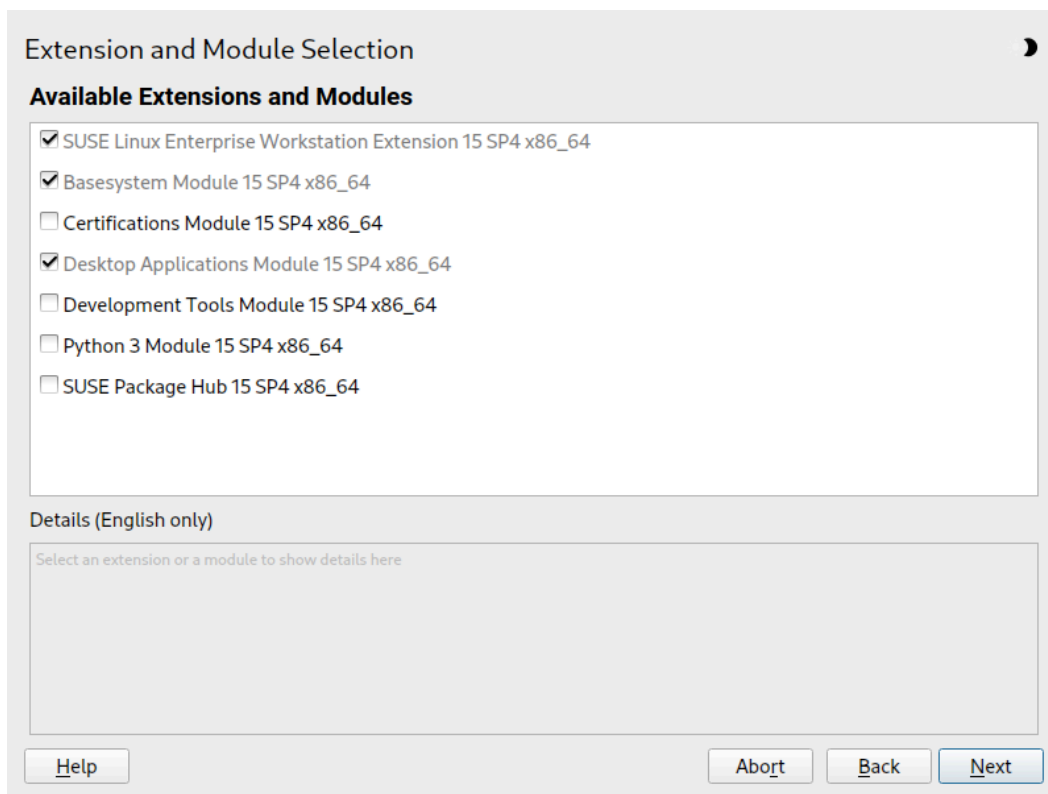 Extension and Module Selection
Available Extensions and Modules
SUSE Linux Enterprise Workstation Extension 15 SP4 x86_64
Basesystem Module 15 SP4 x86_64
Certifications Module 15 SP4 x86_64
Desktop Applications Module 15 SP4 x86_64
Development Tools Module 15 SP4 x86_64
Python 3 Module 15 SP4 x86_64
SUSE Package Hub 15 SP4 x86_64
Details (English only)
Select an extension or a module to show details here
Help Abort Back Next